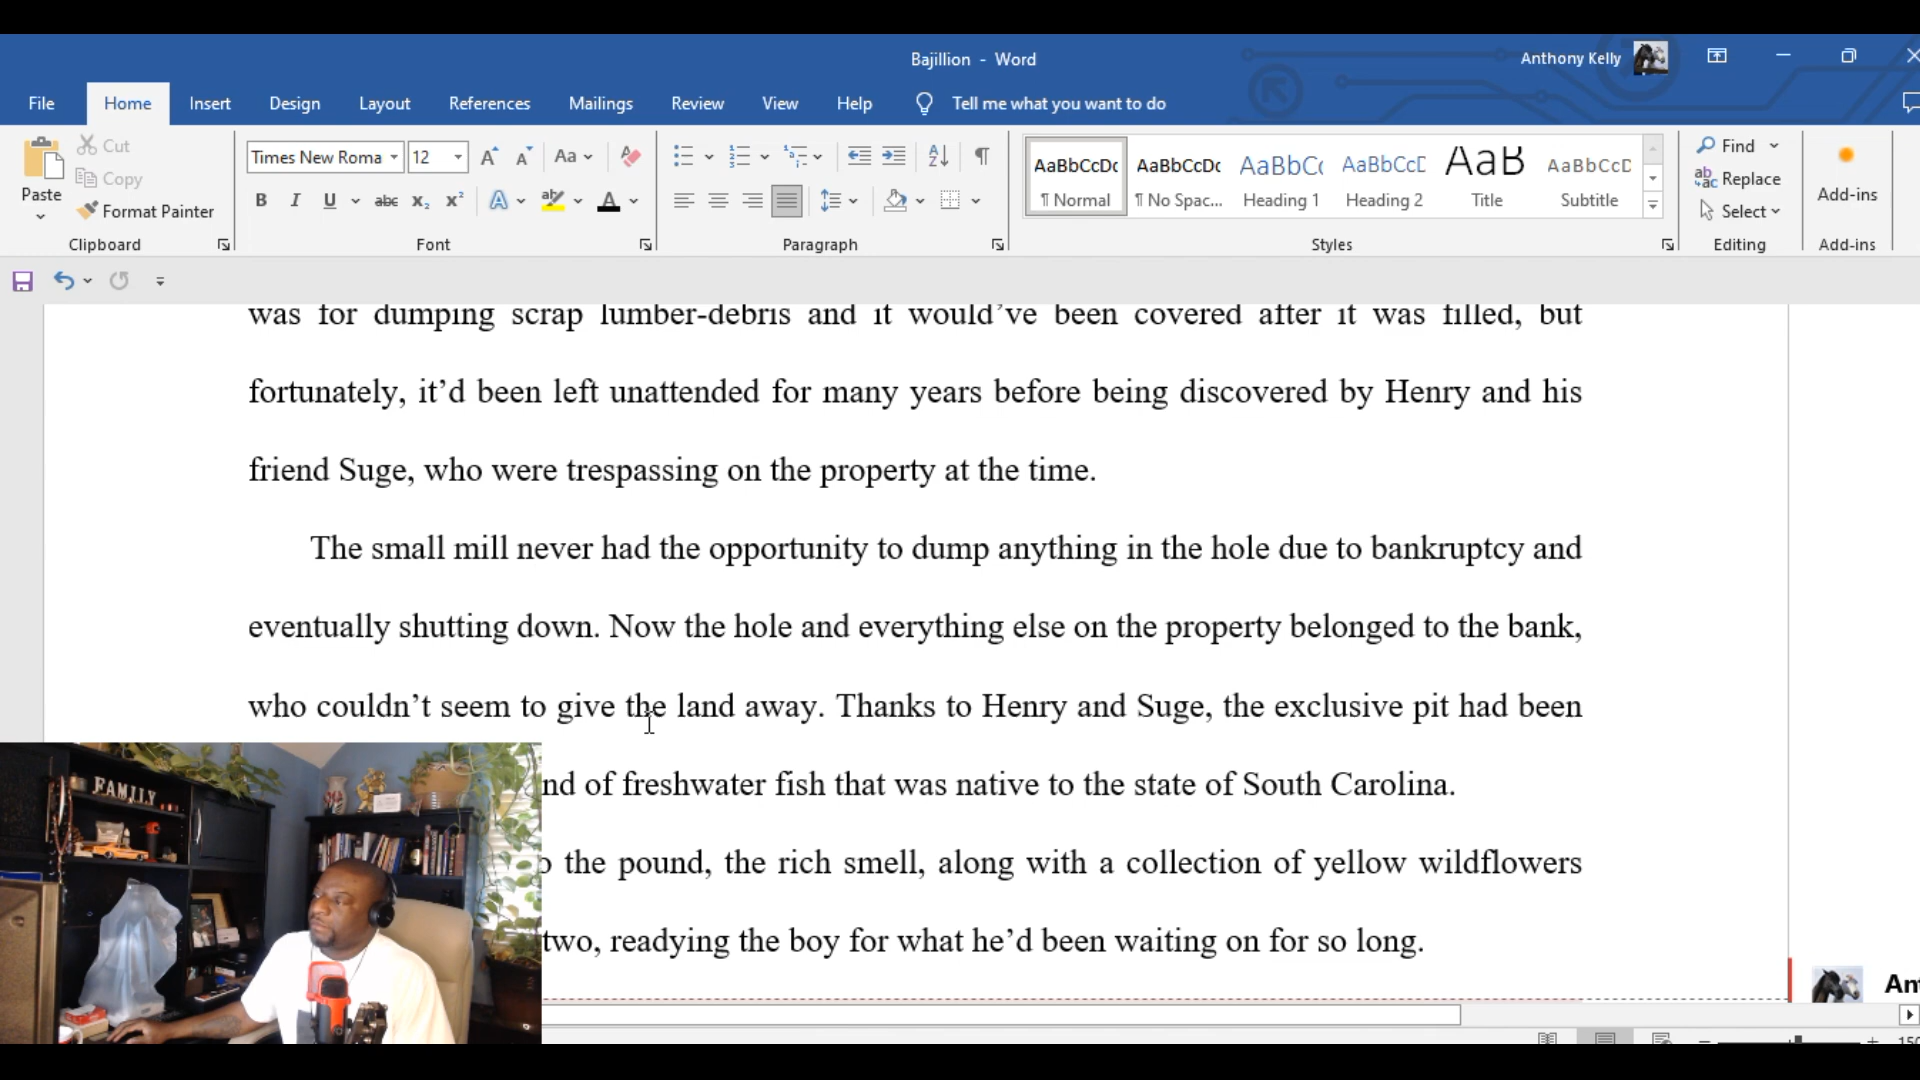 Bajillion - Word
Anthony Kelly
File Home Insert Design Layout References Mailings Review View Help Tell me what you want to do
Paste
Cut
Copy
Format Painter
Clipboard
Times New Roma 12
Font
Paragraph
AaBbCcDc AaBbCcDc AaBbC AaBbCcD AaB AaBbCcD
¶ Normal ¶ No Spac... Heading 1 Heading 2 Title Subtitle
Styles
Find
Replace
Select
Editing
Add-ins
Add-ins
was for dumping scrap lumber-debris and it would’ve been covered after it was filled, but
fortunately, it’d been left unattended for many years before being discovered by Henry and his
friend Suge, who were trespassing on the property at the time.
The small mill never had the opportunity to dump anything in the hole due to bankruptcy and
eventually shutting down. Now the hole and everything else on the property belonged to the bank,
who couldn’t seem to give the land away. Thanks to Henry and Suge, the exclusive pit had been
nd of freshwater fish that was native to the state of South Carolina.
the pound, the rich smell, along with a collection of yellow wildflowers
two, readying the boy for what he’d been waiting on for so long.
FAMILY
An
150